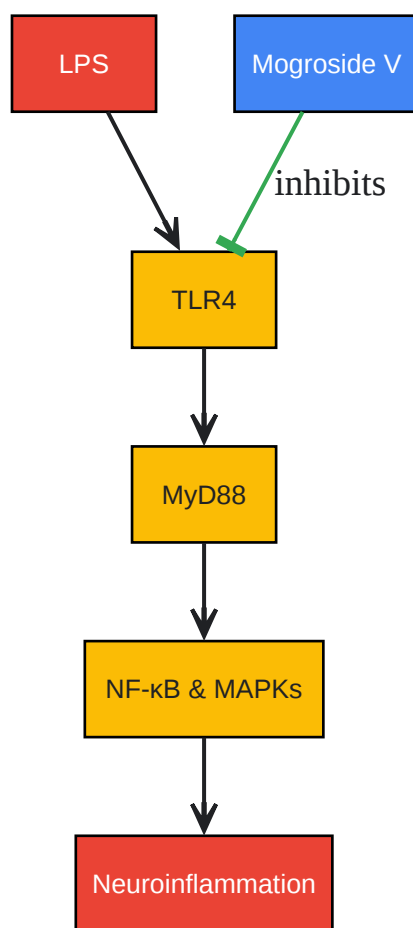 LPS
Mogroside V
inhibits
TLR4
MyD88
NF-κB & MAPKs
Neuroinflammation